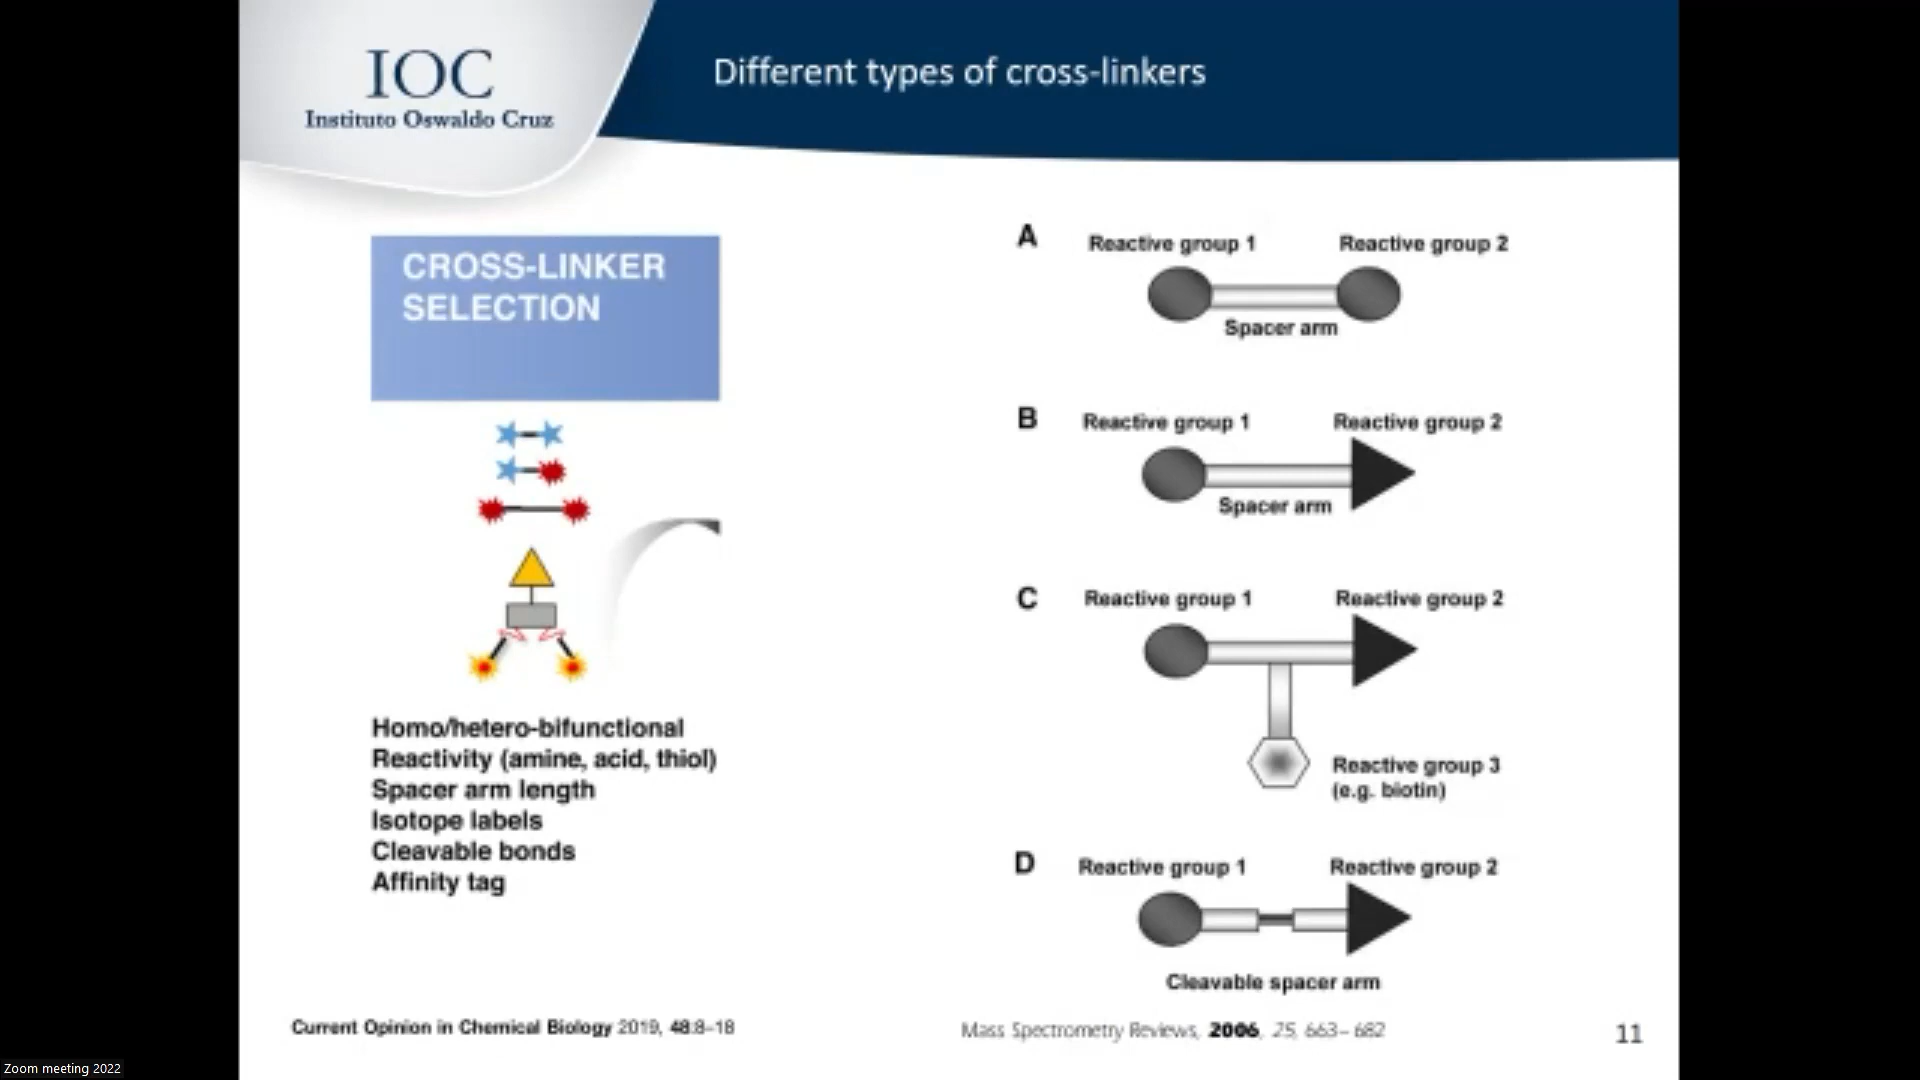 IOC
Instituto Oswaldo Cruz
Different types of cross-linkers
CROSS-LINKER
SELECTION
Homo/hetero-bifunctional
Reactivity (amine, acid, thiol)
Spacer arm length
Isotope labels
Cleavable bonds
Affinity tag
Current Opinion in Chemical Biology 2019, 48:8–18
A
Reactive group 1
Reactive group 2
Spacer arm
B
Reactive group 1
Reactive group 2
Spacer arm
C
Reactive group 1
Reactive group 2
Reactive group 3
(e.g. biotin)
D
Reactive group 1
Reactive group 2
Cleavable spacer arm
Mass Spectrometry Reviews, 2006, 25, 663–682
11
Zoom meeting 2022